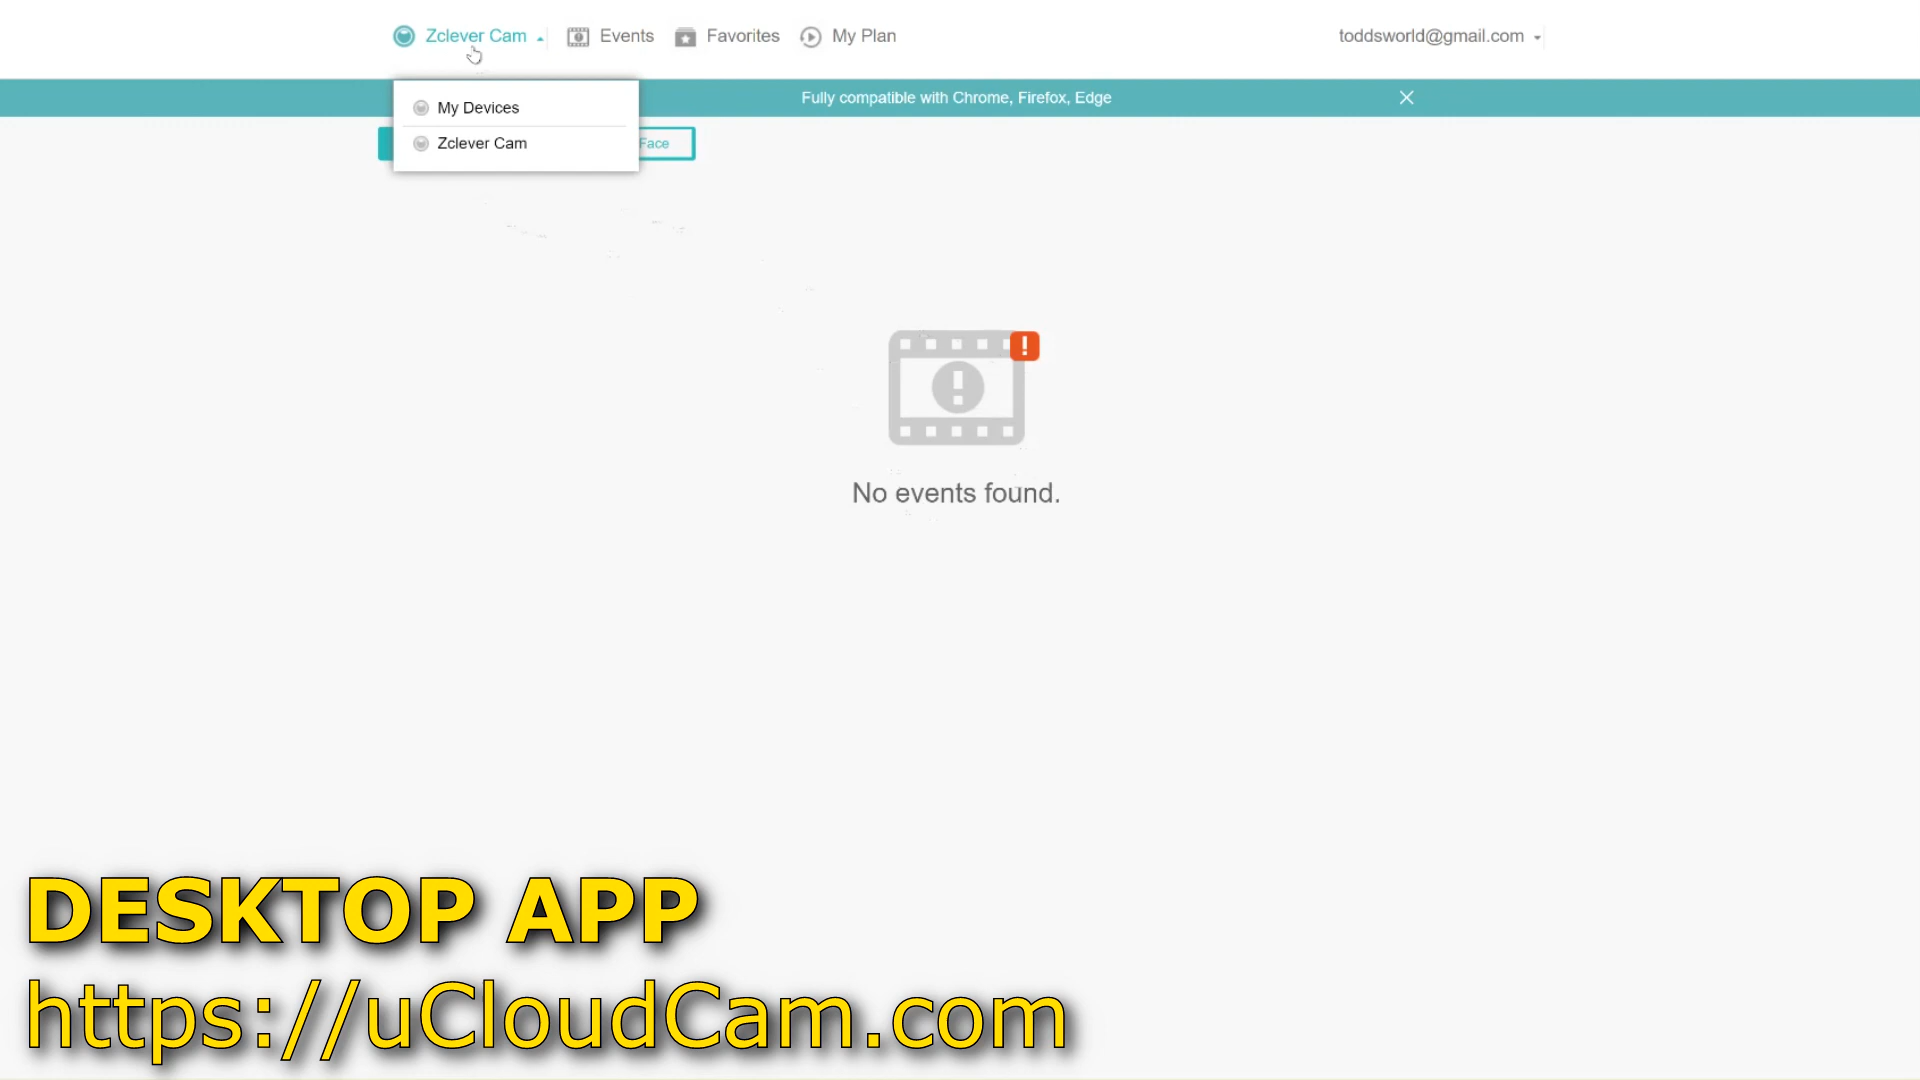 Zclever Cam Events Favorites My Plan toddsworld@gmail.com
Fully compatible with Chrome, Firefox, Edge
My Devices
Zclever Cam
Face
No events found.
DESKTOP APP
https://uCloudCam.com